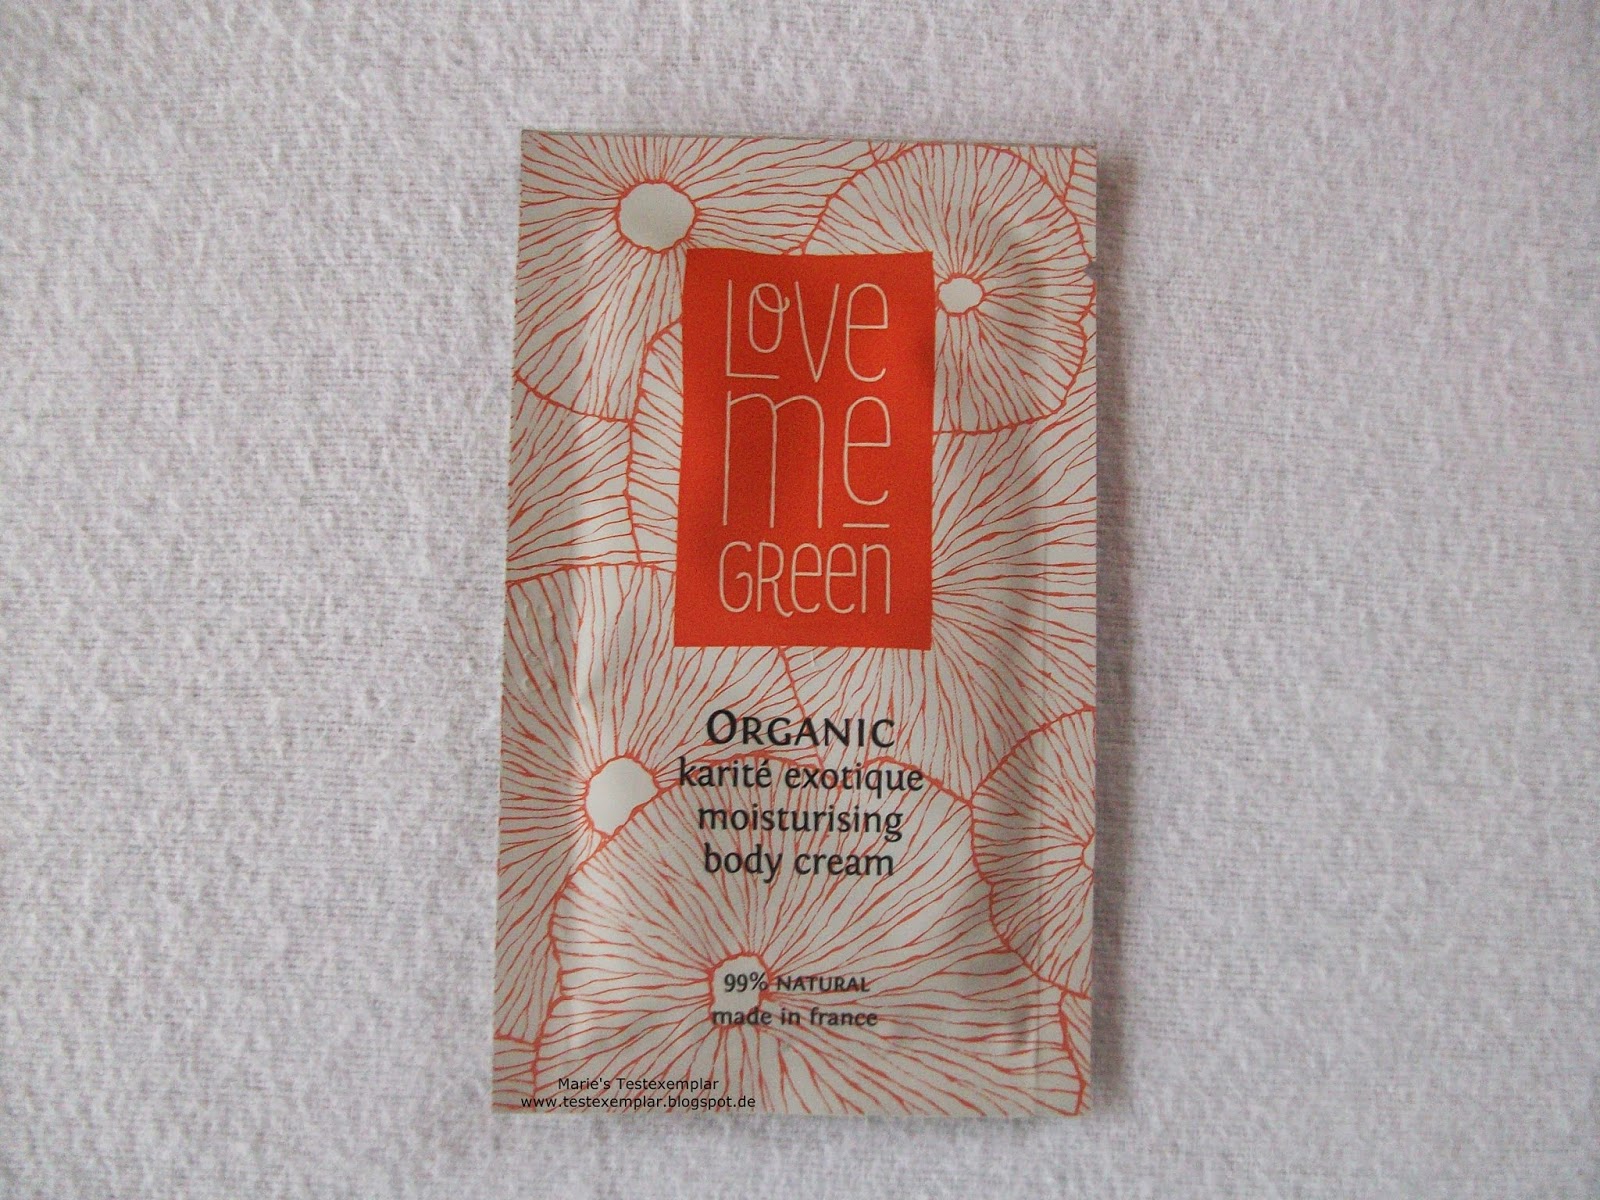 Love
me
GReen
ORGANIC
karité exotique
moisturising
body cream
99% NATURAL
made in france
Marie's Testexemplar
www.testexemplar.blogspot.de